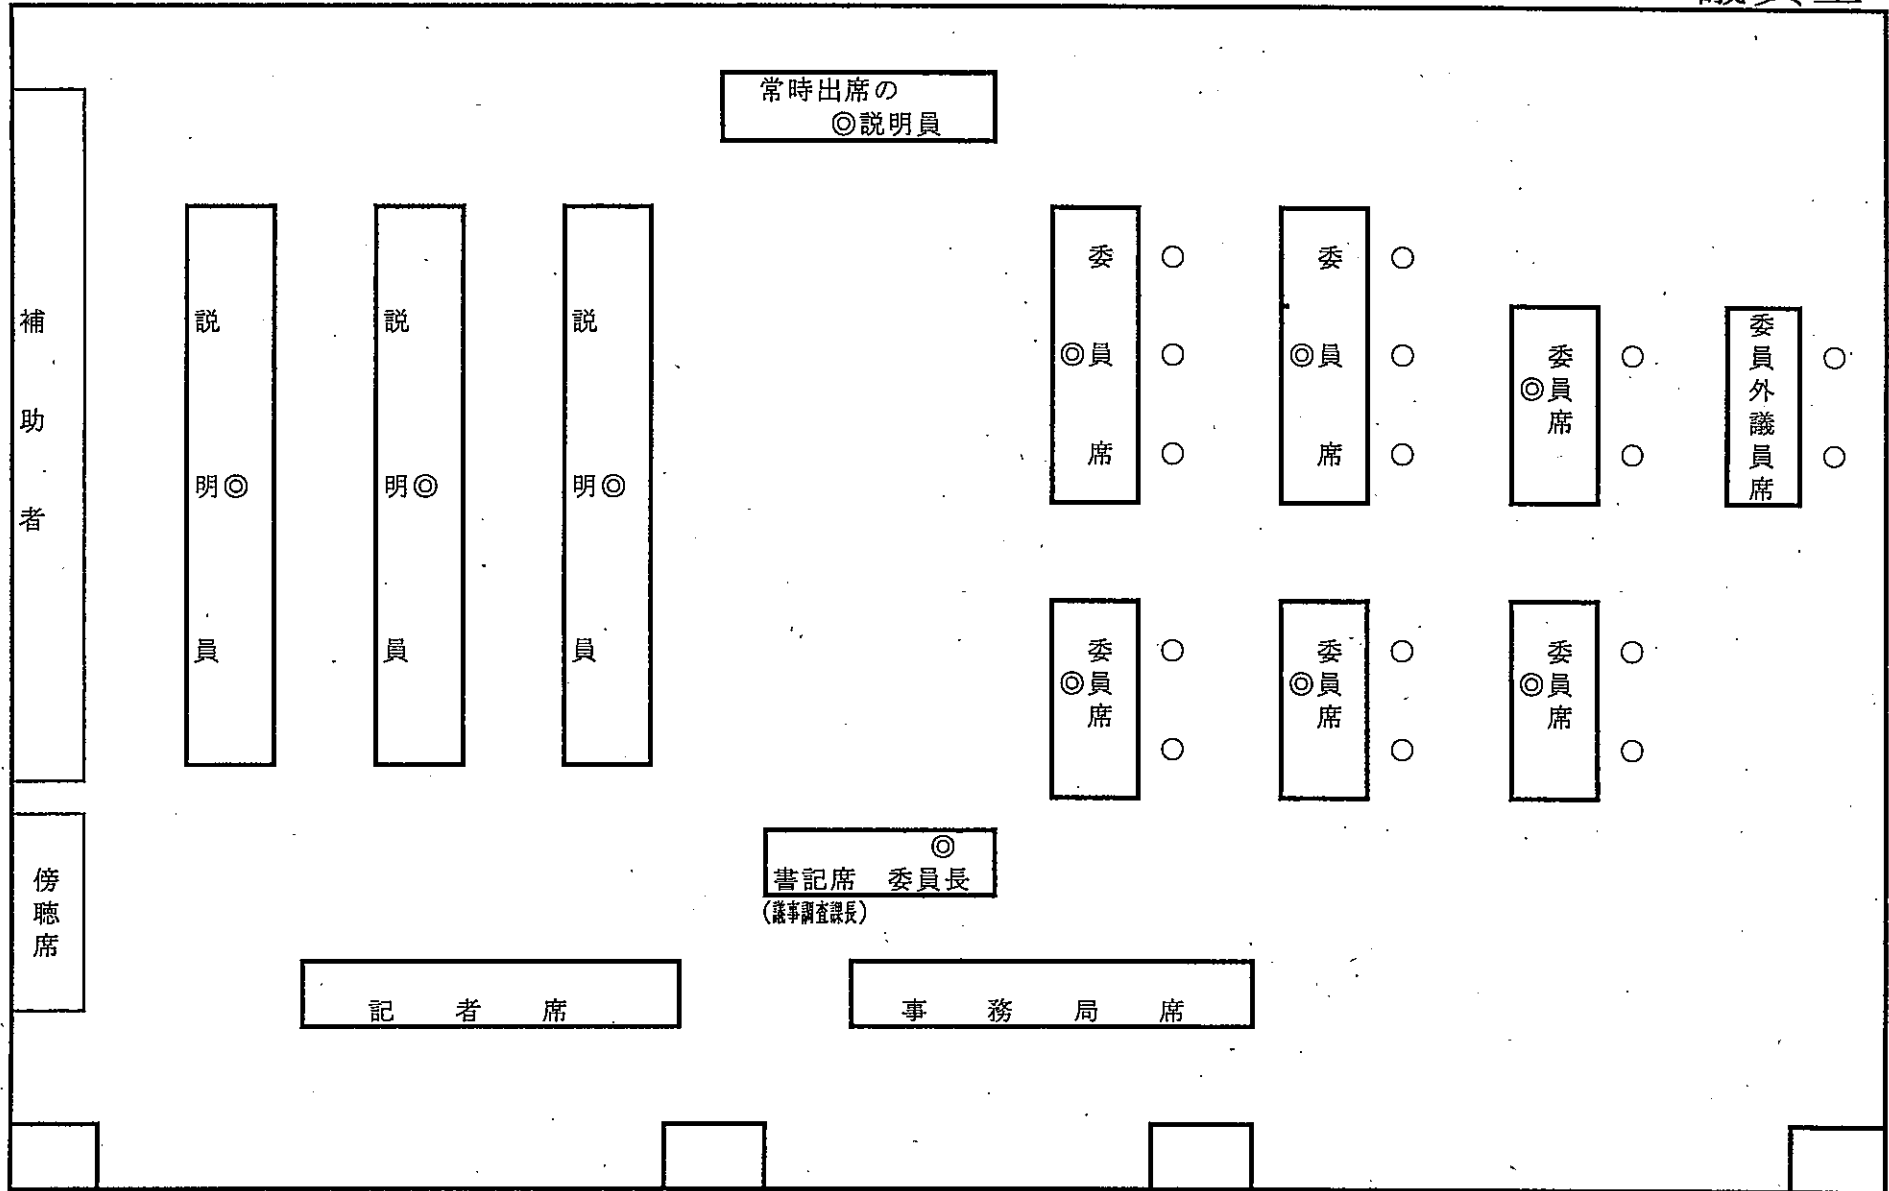 常時出席の
◎説明員
補助者
説明◎員
説明◎員
説明◎員
委◎員席
○
○
○
委◎員席
○
○
○
委◎員席
○
○
委員外議員席
○
○
委◎員席
○
○
委◎員席
○
○
委◎員席
○
○
◎
書記席 委員長
(議事調査課長)
傍聴席
記者席
事務局席